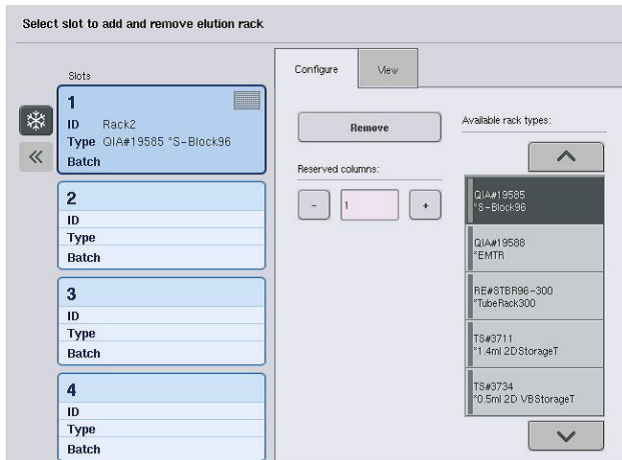 Select slot to add and remove elution rack
Slots
1
ID Rack2
Type QIA#19585 *S-Block96
Batch
2
ID
Type
Batch
3
ID
Type
Batch
4
ID
Type
Batch
Configure
View
Remove
Reserved columns:
- 1 +
Available rack types:
QIA#19585
*S-Block96
QIA#19588
*EMTR
RE#STBR96-300
*TubeRack300
TS#3711
*1.4ml 2DStorageT
TS#3734
*0.5ml 2D VBStorageT